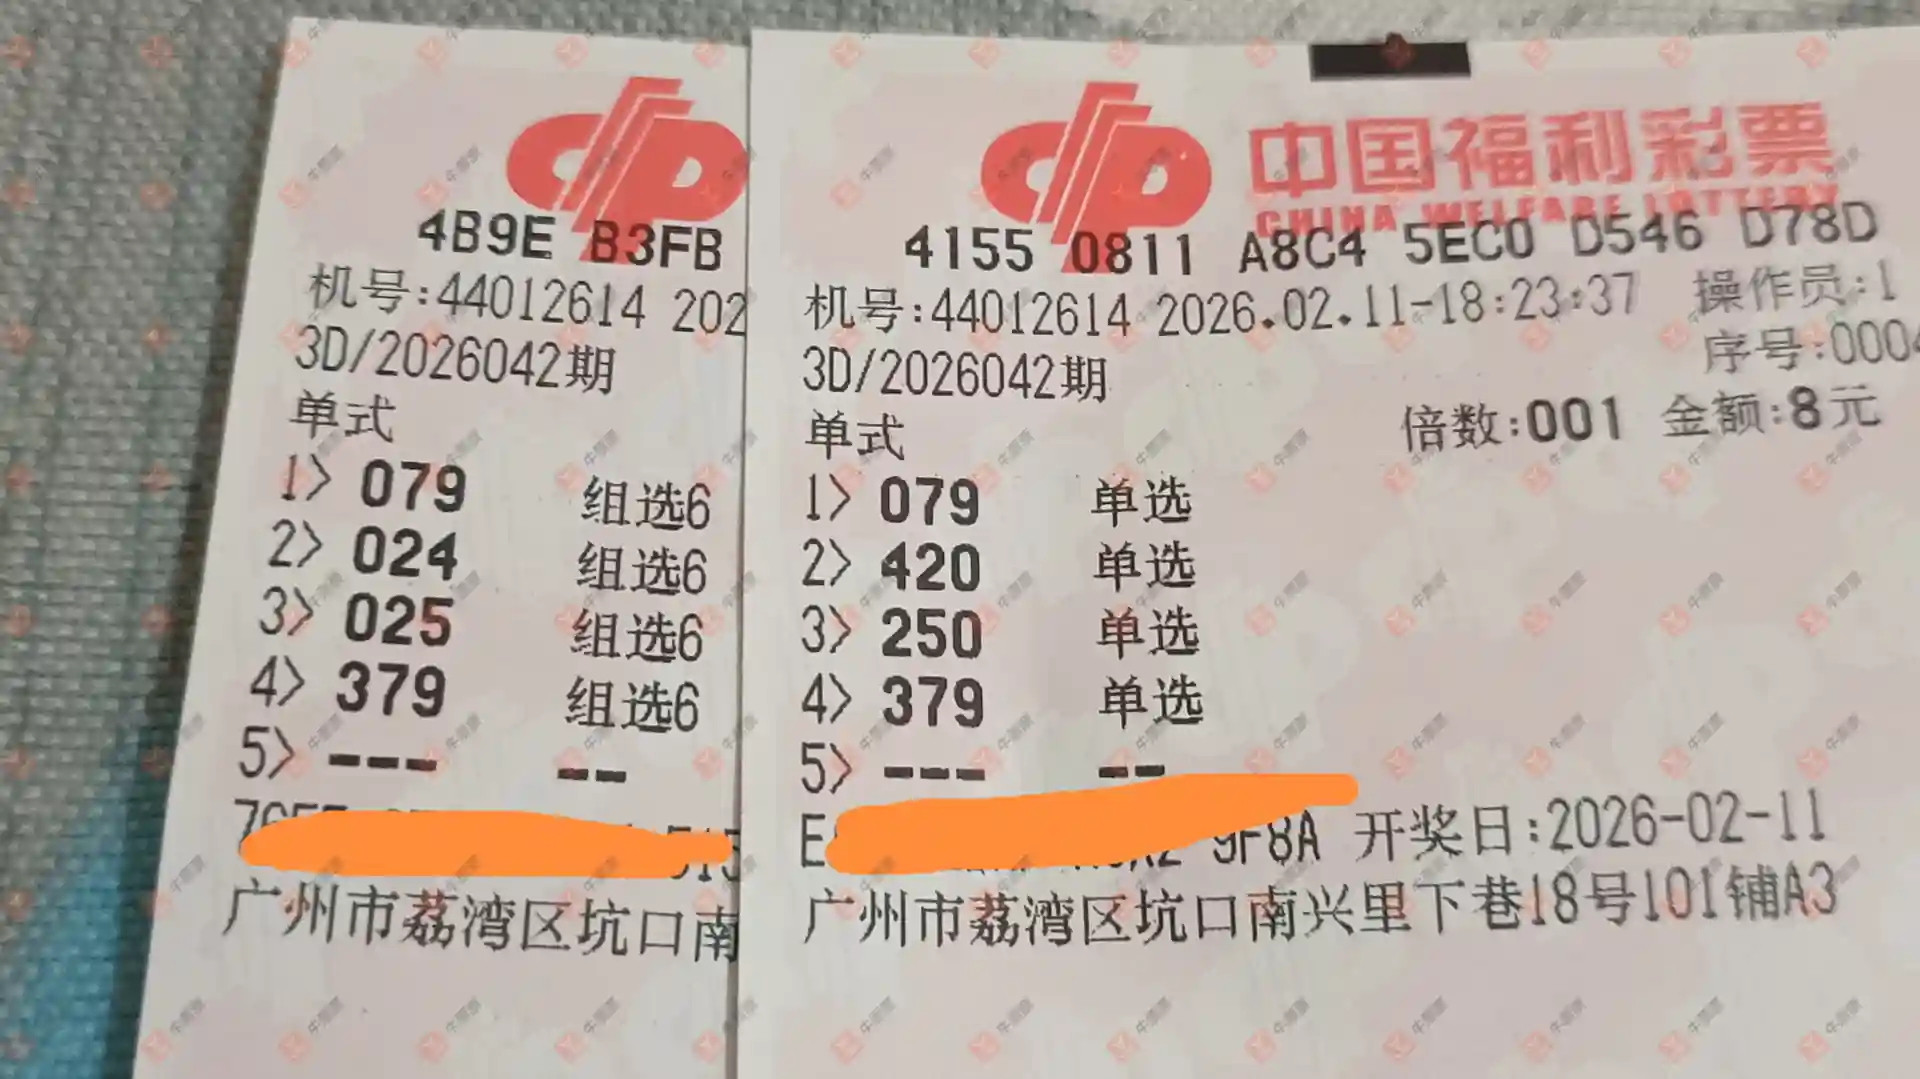 4B9E B3FB
机号:44012614 202
3D/2026042期
单式
1> 079 组选6
2> 024 组选6
3> 025 组选6
4> 379 组选6
5> --- --
广州市荔湾区坑口南
中国福利彩票
CHINA WELFARE LOTTERY
4155 0811 A8C4 5EC0 D546 D78D
机号:44012614 2026.02.11-18:23:37 操作员:1
3D/2026042期 序号:0004
单式 倍数:001 金额:8元
1> 079 单选
2> 420 单选
3> 250 单选
4> 379 单选
5> --- --
9F8A 开奖日:2026-02-11
广州市荔湾区坑口南兴里下巷18号101铺A3